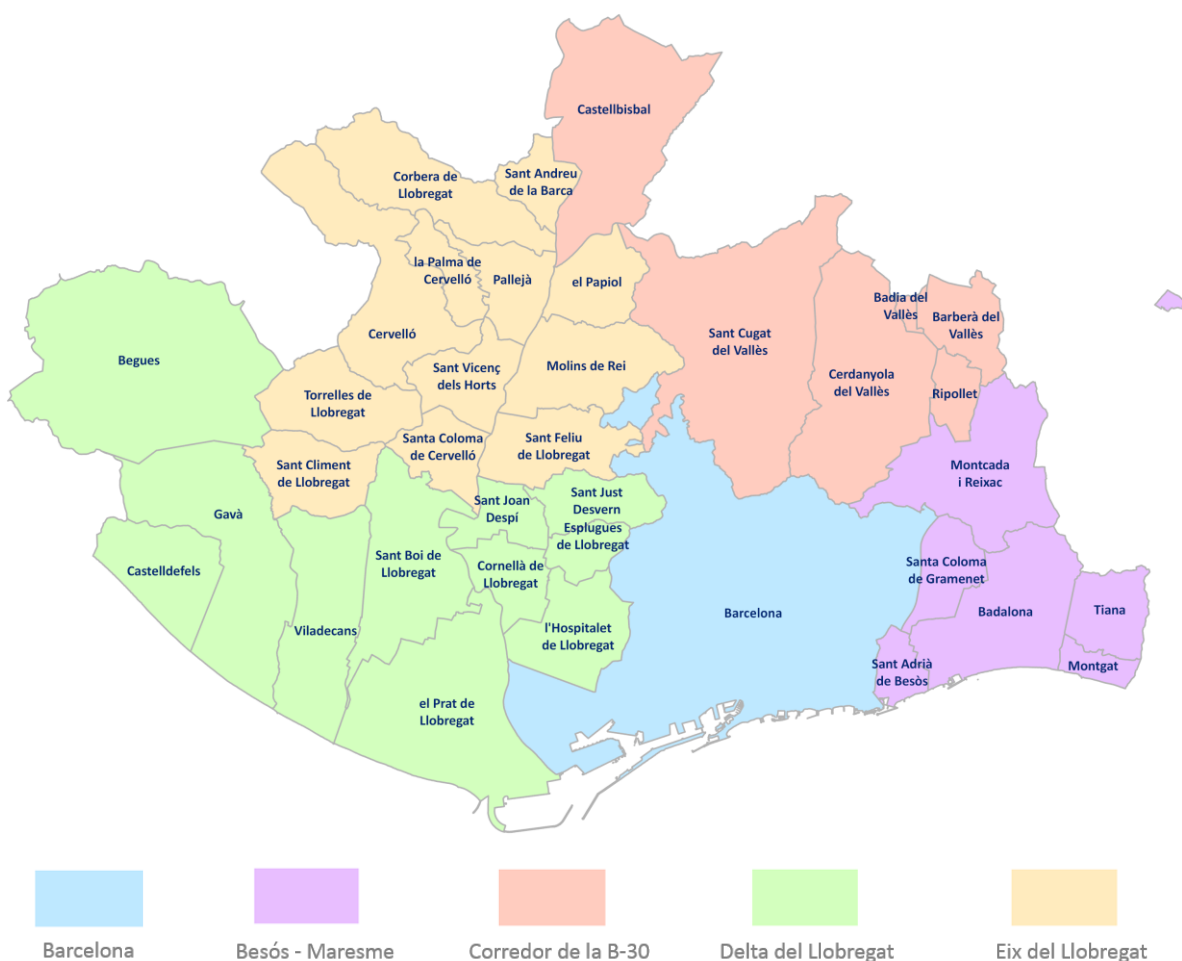 Castellbisbal
Corbera de
Llobregat
Sant Andreu
de la Barca
la Palma de
Cervelló
Pallejà
el Papiol
Badia del
Vallès
Barberà del
Vallès
Cervelló
Sant Cugat
del Vallès
Begues
Sant Vicenç
dels Horts
Molins de Rei
Cerdanyola
del Vallès
Ripollet
Torrelles de
Llobregat
Santa Coloma
de Cervelló
Sant Feliu
de Llobregat
Sant Climent
de Llobregat
Montcada
i Reixac
Gavà
Sant Joan
Despí
Sant Just
Desvern
Esplugues
de Llobregat
Castelldefels
Sant Boi de
Llobregat
Cornellà de
Llobregat
Santa Coloma
de Gramenet
Viladecans
l'Hospitalet
de Llobregat
Barcelona
Badalona
Tiana
Sant Adrià
de Besòs
Montgat
el Prat de
Llobregat
Barcelona
Besós - Maresme
Corredor de la B-30
Delta del Llobregat
Eix del Llobregat